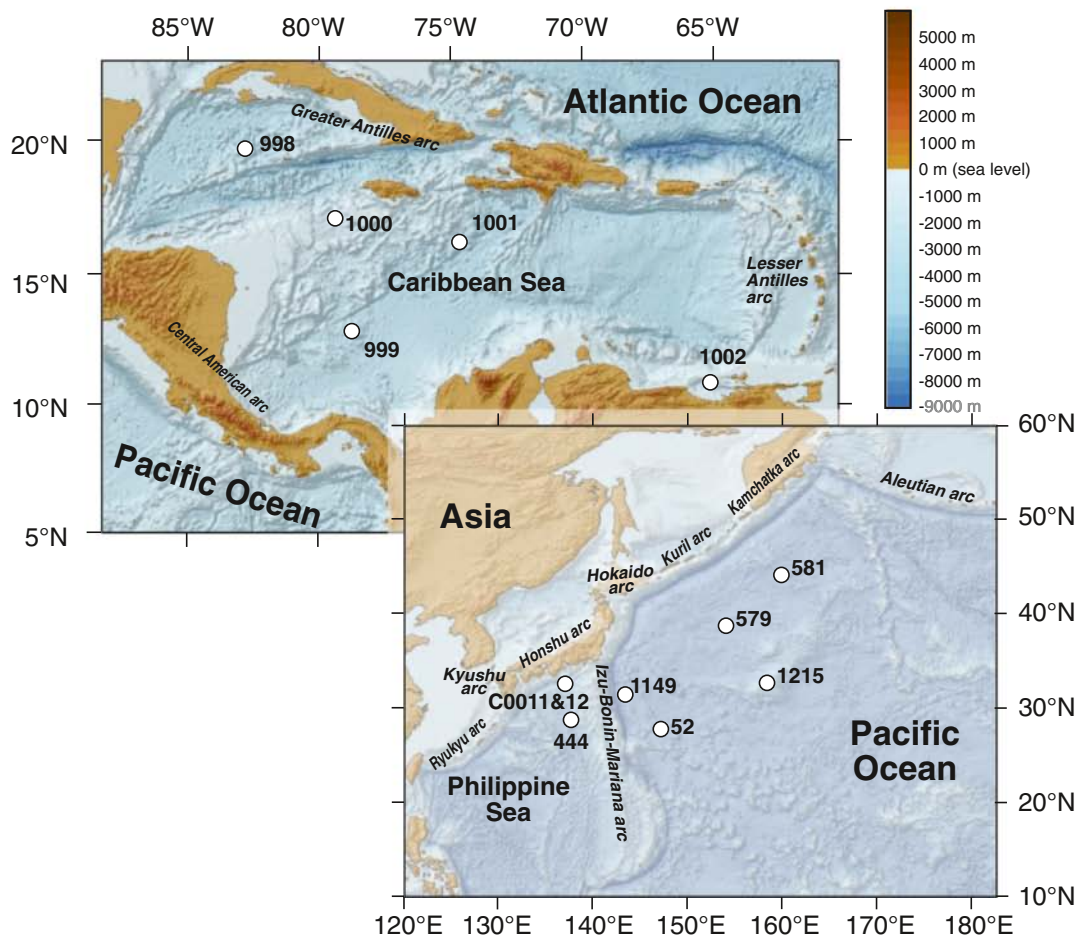 85°W 80°W 70°W 65°W
5000 m
4000 m
3000 m
2000 m
1000 m
0 m (sea level)
-1000 m
-2000 m
-3000 m
-4000 m
-5000 m
-6000 m
-7000 m
-8000 m
-9000 m
20°N
15°N
10°N
5°N
Atlantic Ocean
Greater Antilles arc
998
1000
1001
Caribbean Sea
Lesser
Antilles
arc
999
1002
Central American arc
Pacific Ocean
60°N
50°N
40°N
30°N
20°N
10°N
Asia
Kamchatka arc
Aleutian arc
Kuril arc
Hokaido
arc
581
579
Honshu arc
Kyushu
arc
1215
1149
C0011&12
52
444
Izu-Bonin-Mariana arc
Ryukyu arc
Pacific
Ocean
Philippine
Sea
120°E 130°E 140°E 150°E 160°E 170°E 180°E